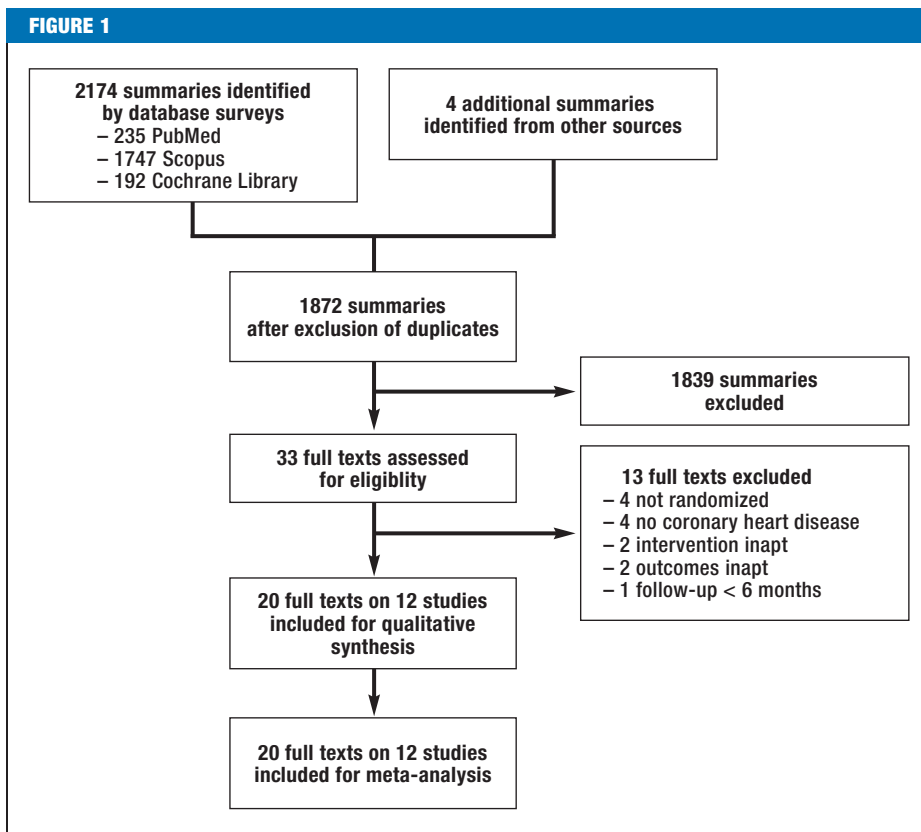 FIGURE 1
2174 summaries identified
by database surveys
– 235 PubMed
– 1747 Scopus
– 192 Cochrane Library
4 additional summaries
identified from other sources
1872 summaries
after exclusion of duplicates
1839 summaries
excluded
33 full texts assessed
for eligiblity
13 full texts excluded
– 4 not randomized
– 4 no coronary heart disease
– 2 intervention inapt
– 2 outcomes inapt
– 1 follow-up < 6 months
20 full texts on 12 studies
included for qualitative
synthesis
20 full texts on 12 studies
included for meta-analysis